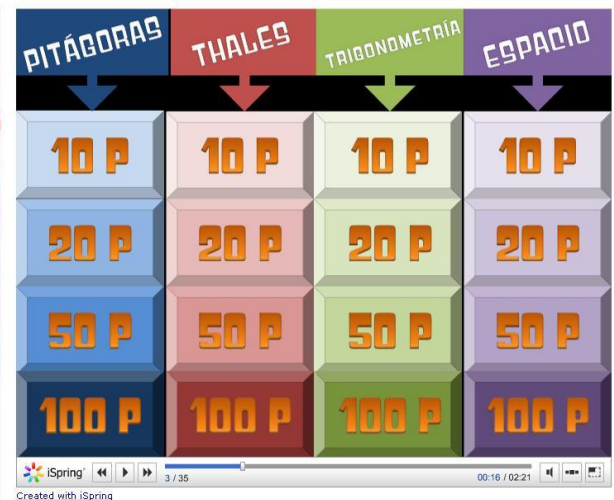 PITÁGORAS THALES TRIGONOMETRÍA ESPACIO
10 P 10 P 10 P 10 P
20 P 20 P 20 P 20 P
50 P 50 P 50 P 50 P
100 P 100 P 100 P 100 P
iSpring 3 / 35 00:16 / 02:21
Created with iSpring